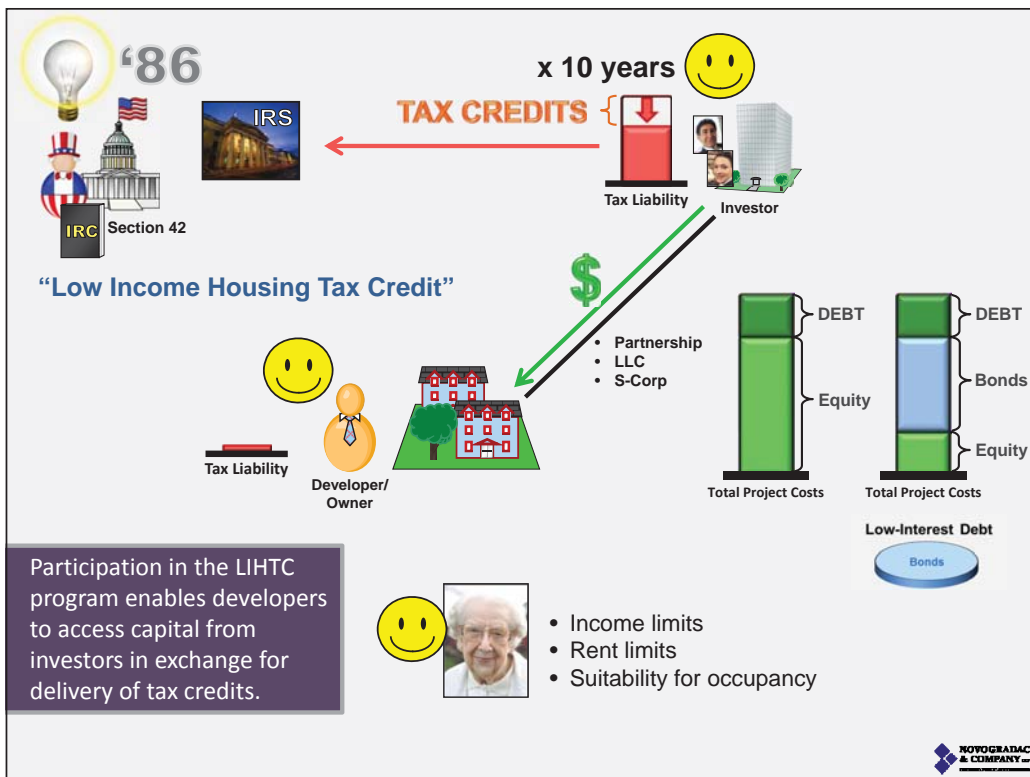 ‘86
x 10 years
TAX CREDITS
IRS
Tax Liability
Investor
IRC
Section 42
“Low Income Housing Tax Credit”
$
• Partnership
• LLC
• S-Corp
Tax Liability
Developer/
Owner
DEBT
Equity
Total Project Costs
DEBT
Bonds
Equity
Total Project Costs
Low-Interest Debt
Bonds
Participation in the LIHTC
program enables developers
to access capital from
investors in exchange for
delivery of tax credits.
• Income limits
• Rent limits
• Suitability for occupancy
NOVOGRADAC
& COMPANY